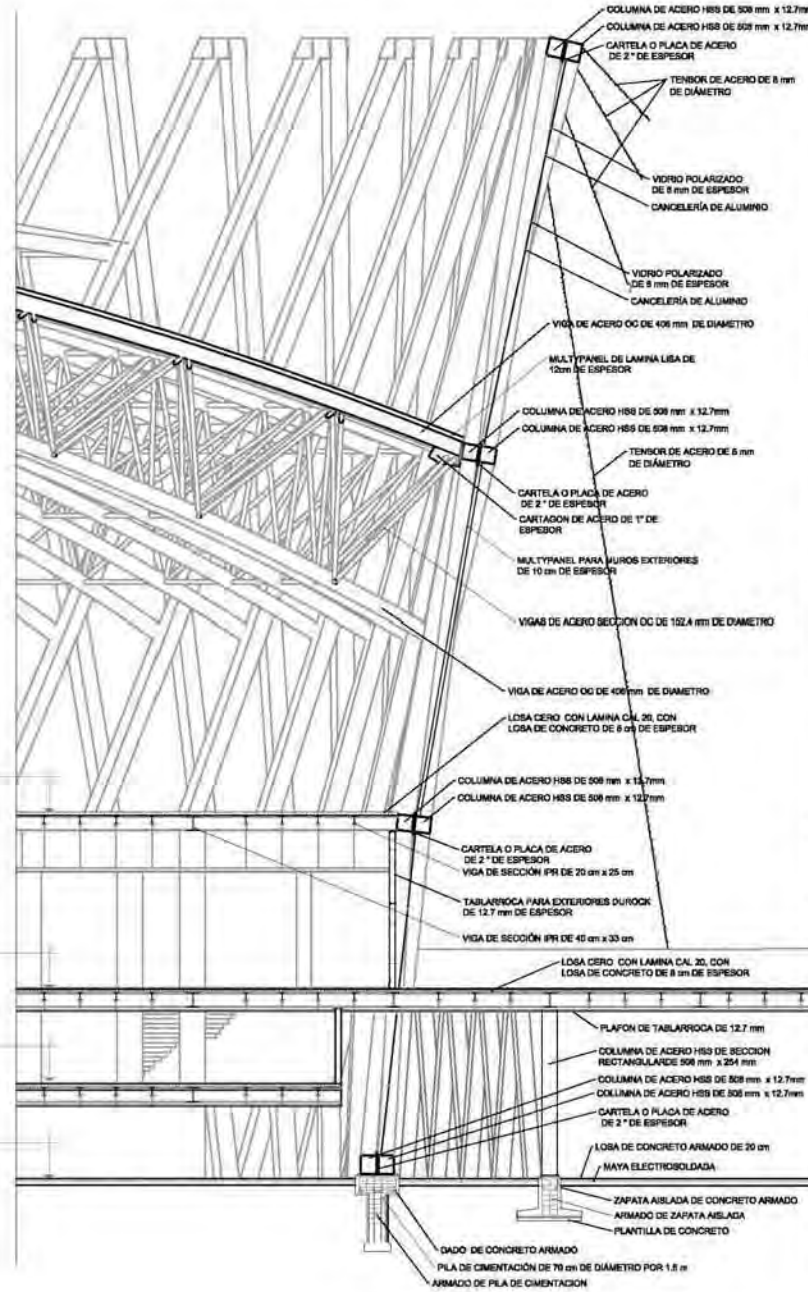 COLUMNA DE ACERO HSS DE 508 mm x 12.7mm
COLUMNA DE ACERO HSS DE 508 mm x 12.7mm
CARTELA O PLACA DE ACERO
DE 2 " DE ESPESOR
TENSOR DE ACERO DE 8 mm
DE DIÁMETRO
VIDRIO POLARIZADO
DE 8 mm DE ESPESOR
CANCELERÍA DE ALUMINIO
VIDRIO POLARIZADO
DE 8 mm DE ESPESOR
CANCELERÍA DE ALUMINIO
VIGA DE ACERO OC DE 406 mm DE DIAMETRO
MULTYPANEL DE LAMINA LISA DE
12cm DE ESPESOR
COLUMNA DE ACERO HSS DE 508 mm x 12.7mm
COLUMNA DE ACERO HSS DE 508 mm x 12.7mm
TENSOR DE ACERO DE 8 mm
DE DIÁMETRO
CARTELA O PLACA DE ACERO
DE 2 " DE ESPESOR
CARTAGON DE ACERO DE 1" DE
ESPESOR
MULTYPANEL PARA MUROS EXTERIORES
DE 10 cm DE ESPESOR
VIGAS DE ACERO SECCION OC DE 152.4 mm DE DIAMETRO
VIGA DE ACERO OC DE 406 mm DE DIAMETRO
LOSA CERO CON LAMINA CAL 20, CON
LOSA DE CONCRETO DE 8 cm DE ESPESOR
COLUMNA DE ACERO HSS DE 508 mm x 12.7mm
COLUMNA DE ACERO HSS DE 508 mm x 12.7mm
CARTELA O PLACA DE ACERO
DE 2 " DE ESPESOR
VIGA DE SECCIÓN IPR DE 20 cm x 25 cm
TABLARROCA PARA EXTERIORES DUROCK
DE 12.7 mm DE ESPESOR
VIGA DE SECCIÓN IPR DE 40 cm x 33 cm
LOSA CERO CON LAMINA CAL 20, CON
LOSA DE CONCRETO DE 8 cm DE ESPESOR
PLAFON DE TABLARROCA DE 12.7 mm
COLUMNA DE ACERO HSS DE SECCION
RECTANGULARDE 508 mm x 254 mm
COLUMNA DE ACERO HSS DE 508 mm x 12.7mm
COLUMNA DE ACERO HSS DE 508 mm x 12.7mm
CARTELA O PLACA DE ACERO
DE 2 " DE ESPESOR
LOSA DE CONCRETO ARMADO DE 20 cm
MAYA ELECTROSOLDADA
ZAPATA AISLADA DE CONCRETO ARMADO
ARMADO DE ZAPATA AISLADA
PLANTILLA DE CONCRETO
DADO DE CONCRETO ARMADO
PILA DE CIMENTACIÓN DE 70 cm DE DIÁMETRO POR 1.5 m
ARMADO DE PILA DE CIMENTACION